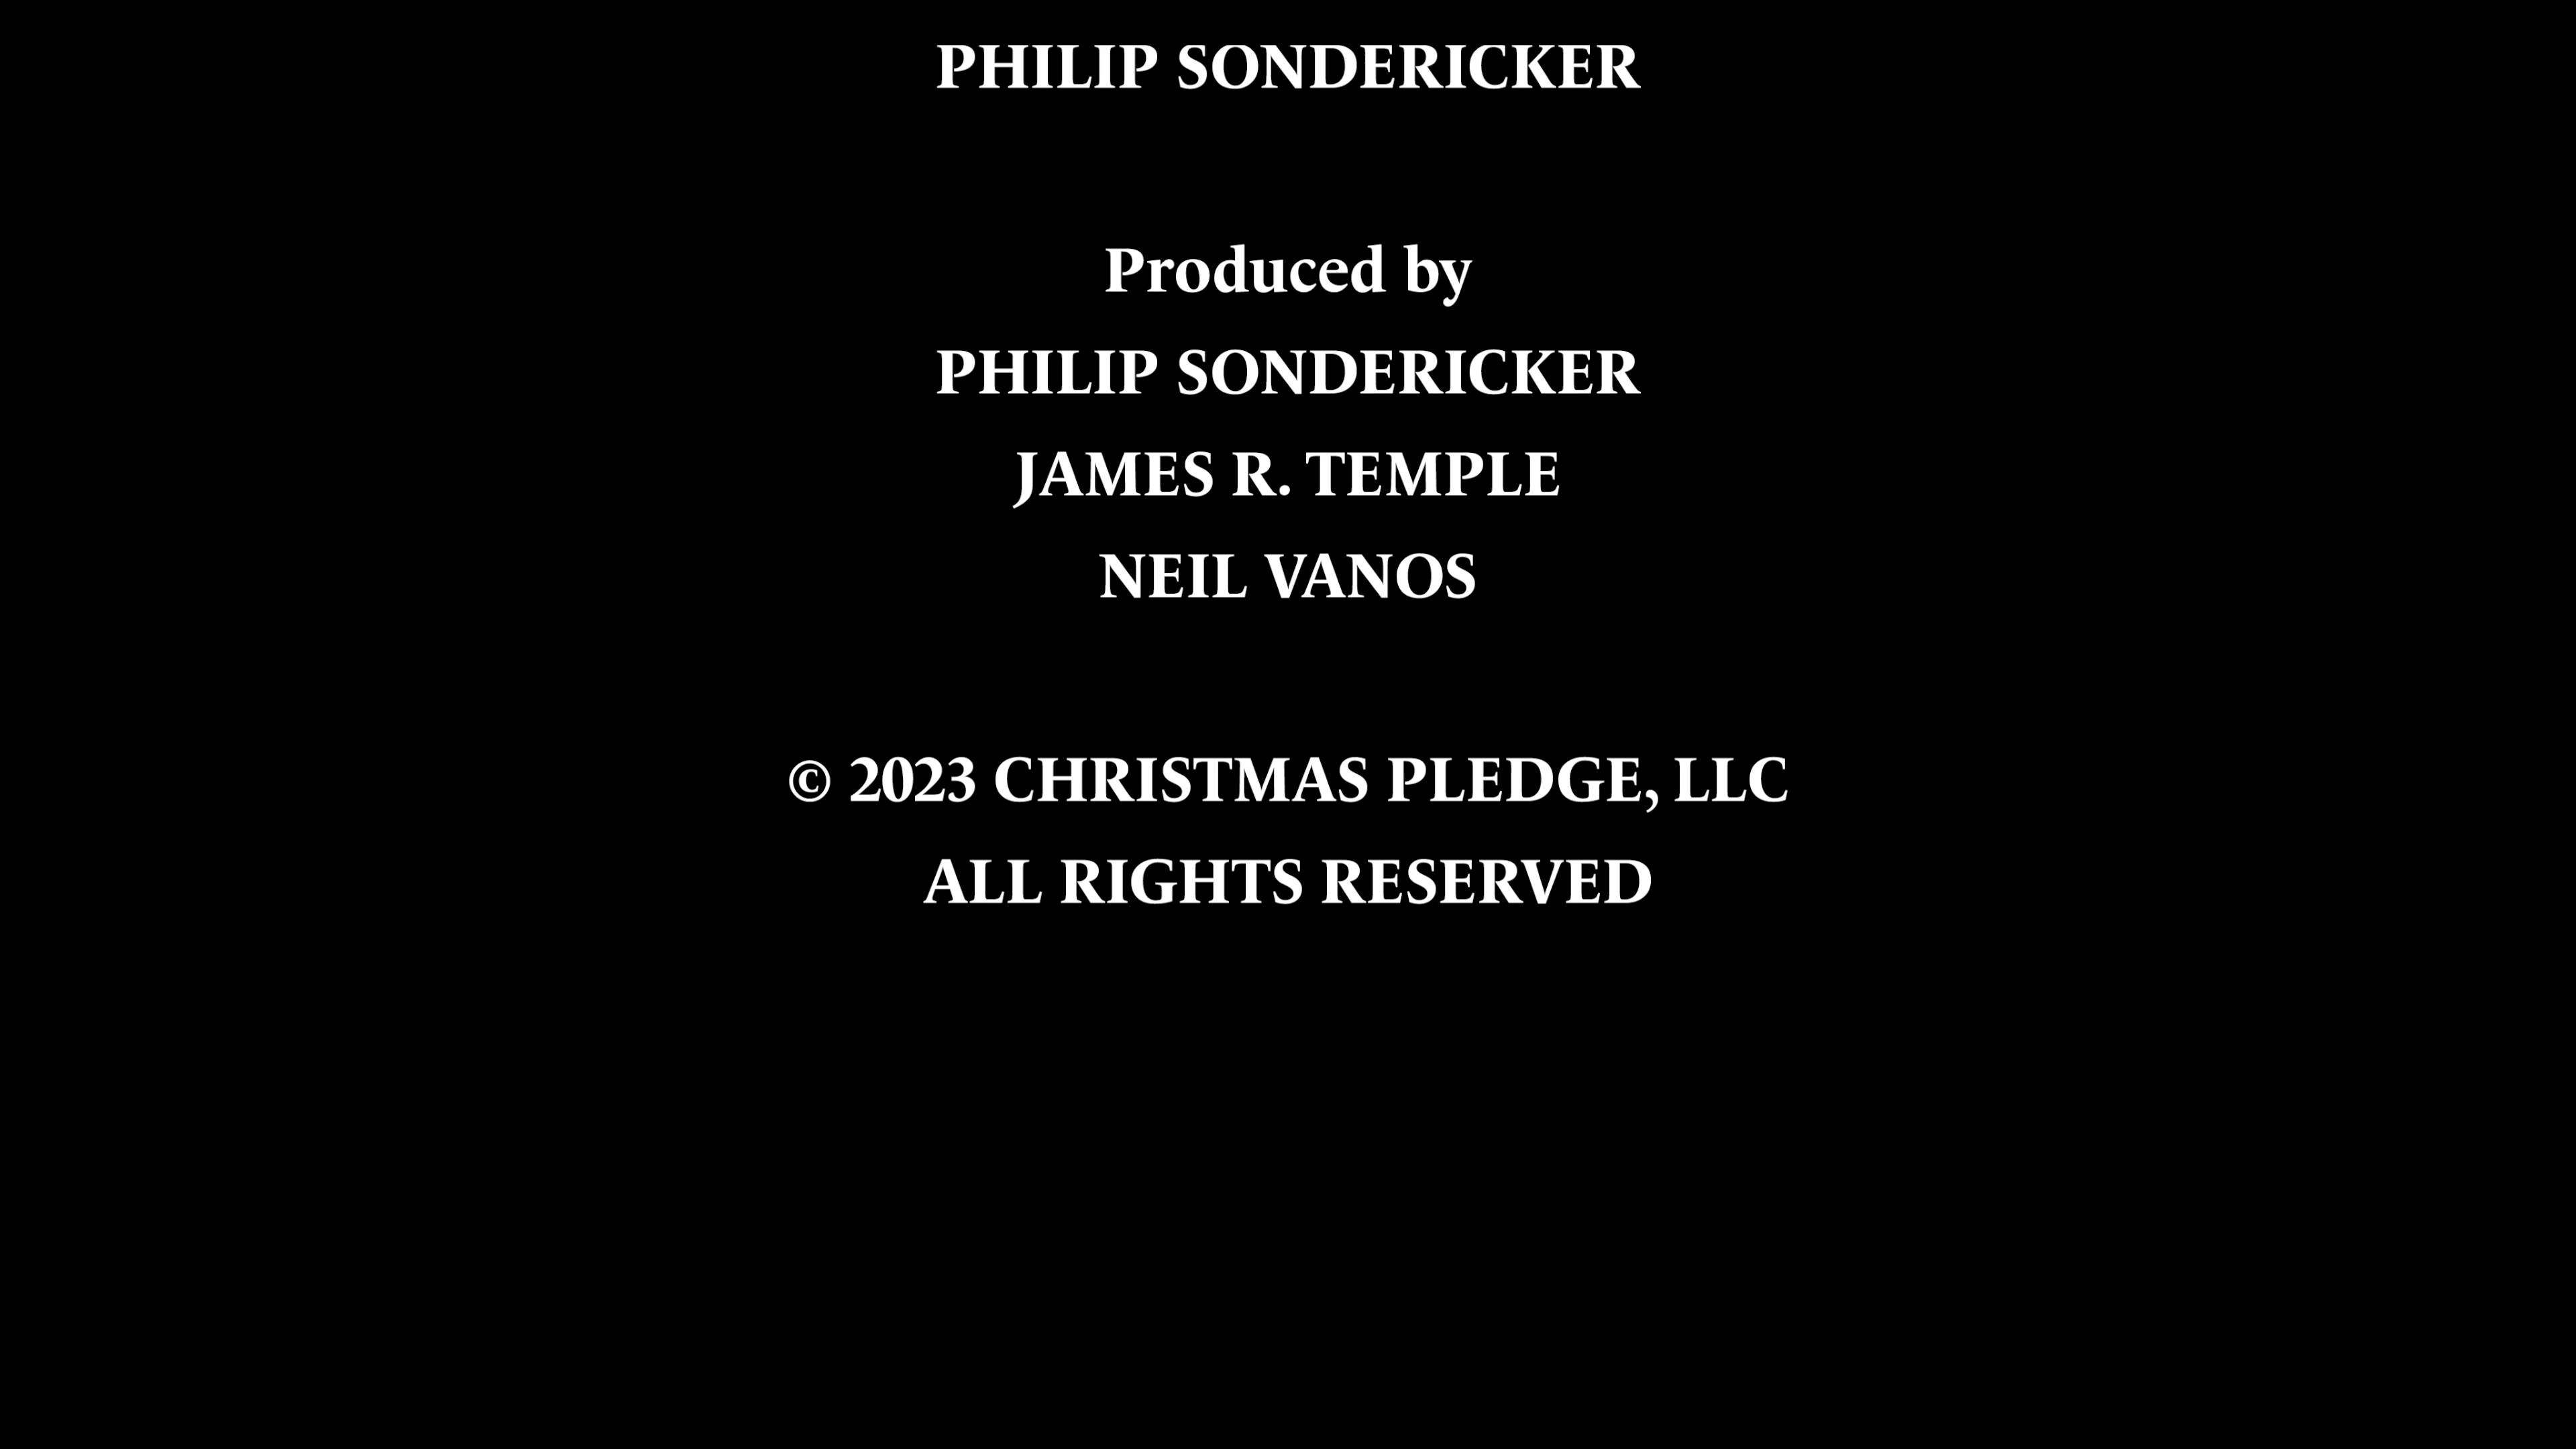 PHILIP SONDERICKER
Produced by
PHILIP SONDERICKER
JAMES R. TEMPLE
NEIL VANOS
© 2023 CHRISTMAS PLEDGE, LLC
ALL RIGHTS RESERVED